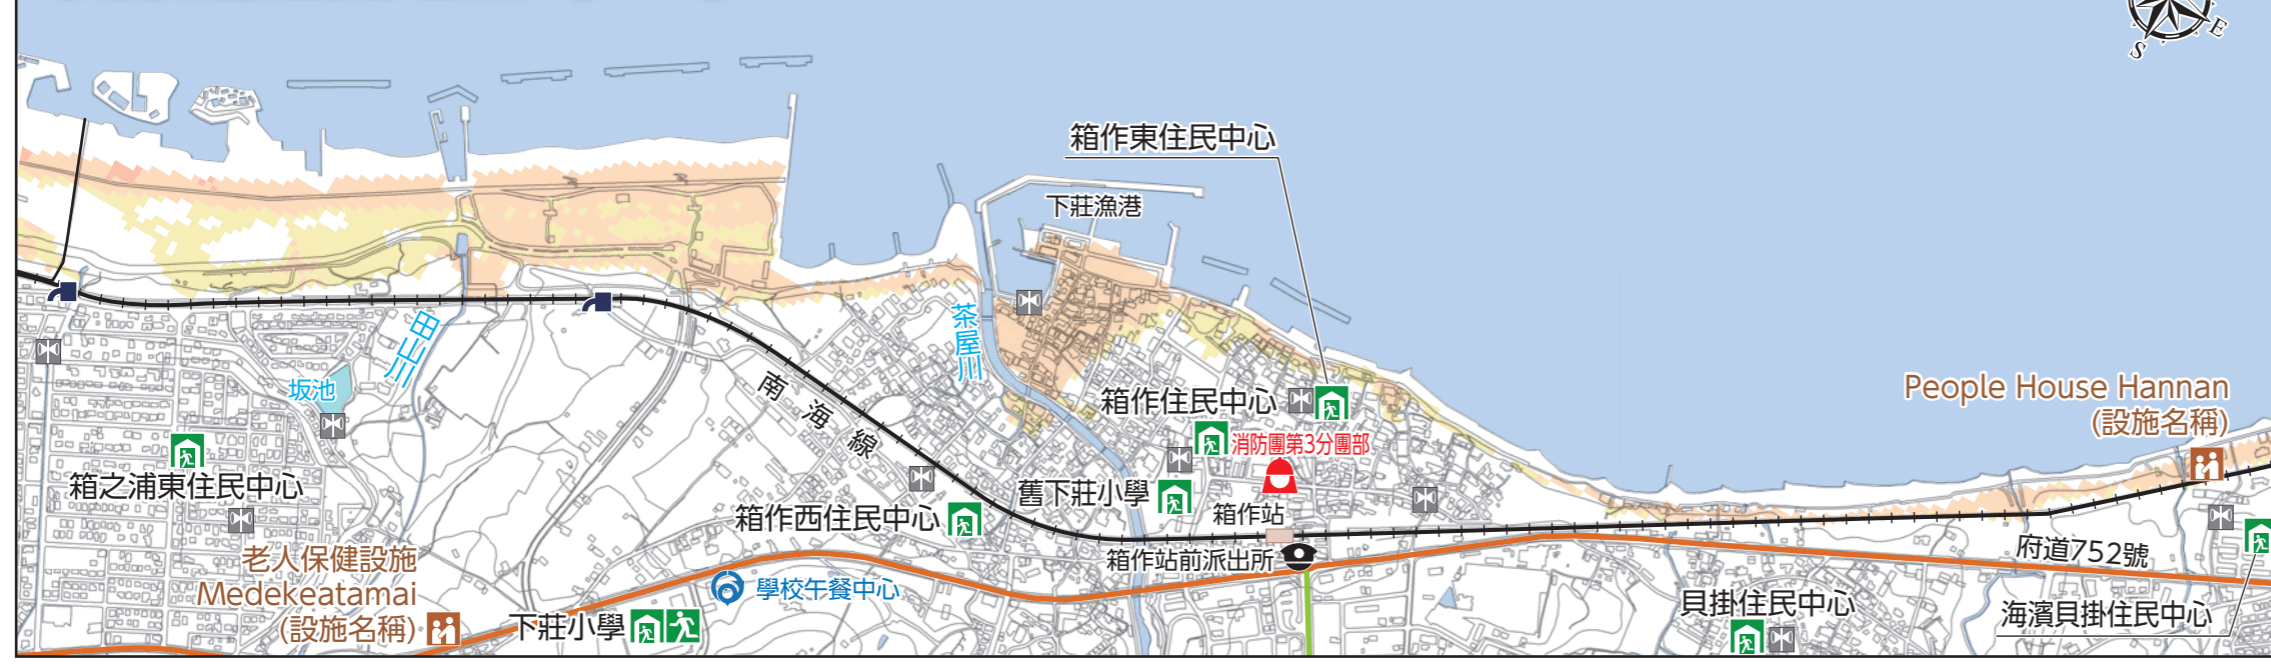 E
S
箱作東住民中心
下莊漁港
茶屋川
田山川
坂池
南海線
箱作住民中心
消防團第3分團部
People House Hannan
(設施名稱)
箱之浦東住民中心
舊下莊小學
箱作西住民中心
箱作站
箱作站前派出所
府道752號
老人保健設施
Medekeatamai
(設施名稱)
學校午餐中心
下莊小學
貝掛住民中心
海濱貝掛住民中心